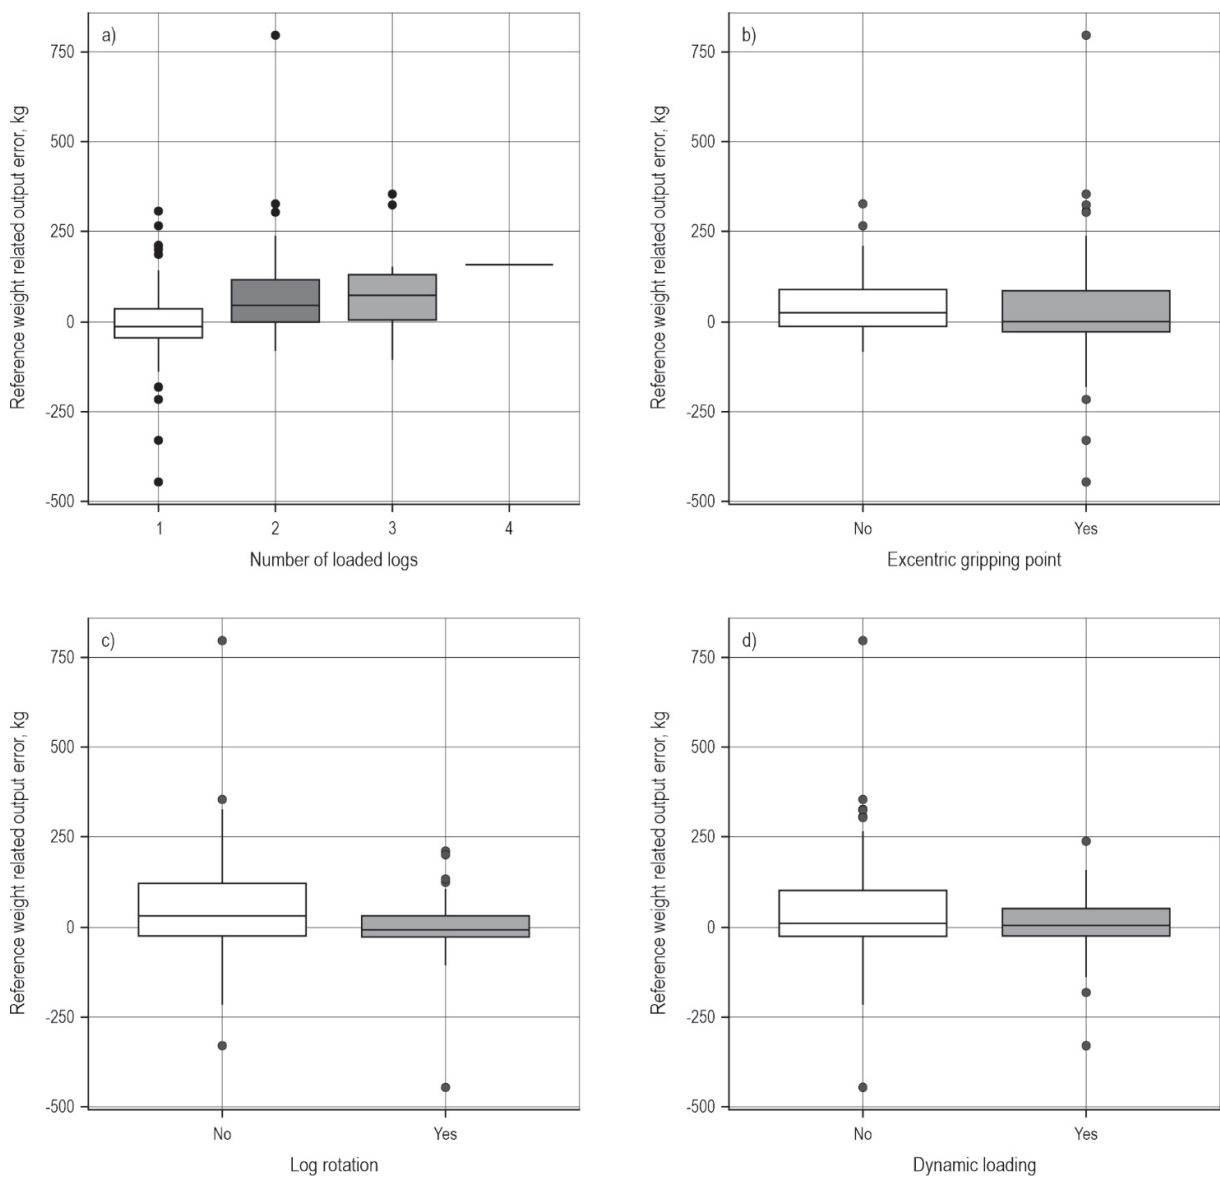 a)
750
500
250
0
-250
-500
Reference weight related output error, kg
1 2 3 4
Number of loaded logs
b)
750
500
250
0
-250
-500
Reference weight related output error, kg
No Yes
Excentric gripping point
c)
750
500
250
0
-250
-500
Reference weight related output error, kg
No Yes
Log rotation
d)
750
500
250
0
-250
-500
Reference weight related output error, kg
No Yes
Dynamic loading